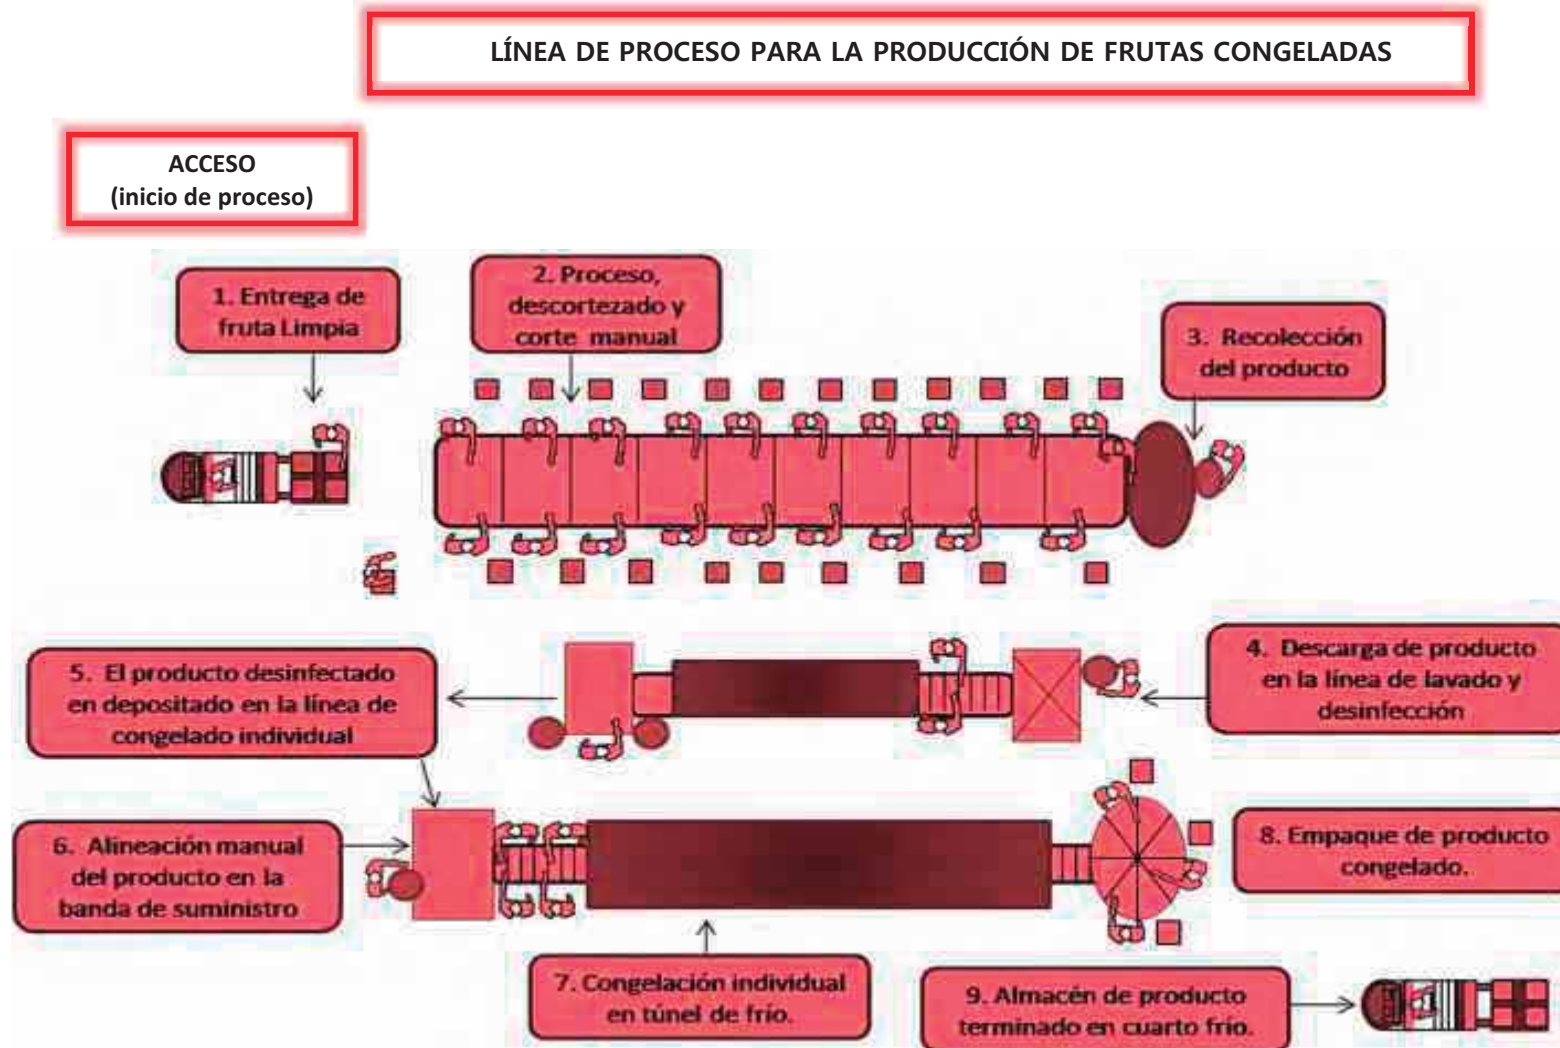 LÍNEA DE PROCESO PARA LA PRODUCCIÓN DE FRUTAS CONGELADAS
ACCESO
(inicio de proceso)
1. Entrega de
fruta Limpia
2. Proceso,
descortezado y
corte manual
3. Recolección
del producto
4. Descarga de producto
en la línea de lavado y
desinfección
5. El producto desinfectado
en depositado en la línea de
congelado individual
6. Alineación manual
del producto en la
banda de suministro
7. Congelación individual
en túnel de frío.
8. Empaque de producto
congelado.
9. Almacén de producto
terminado en cuarto frío.